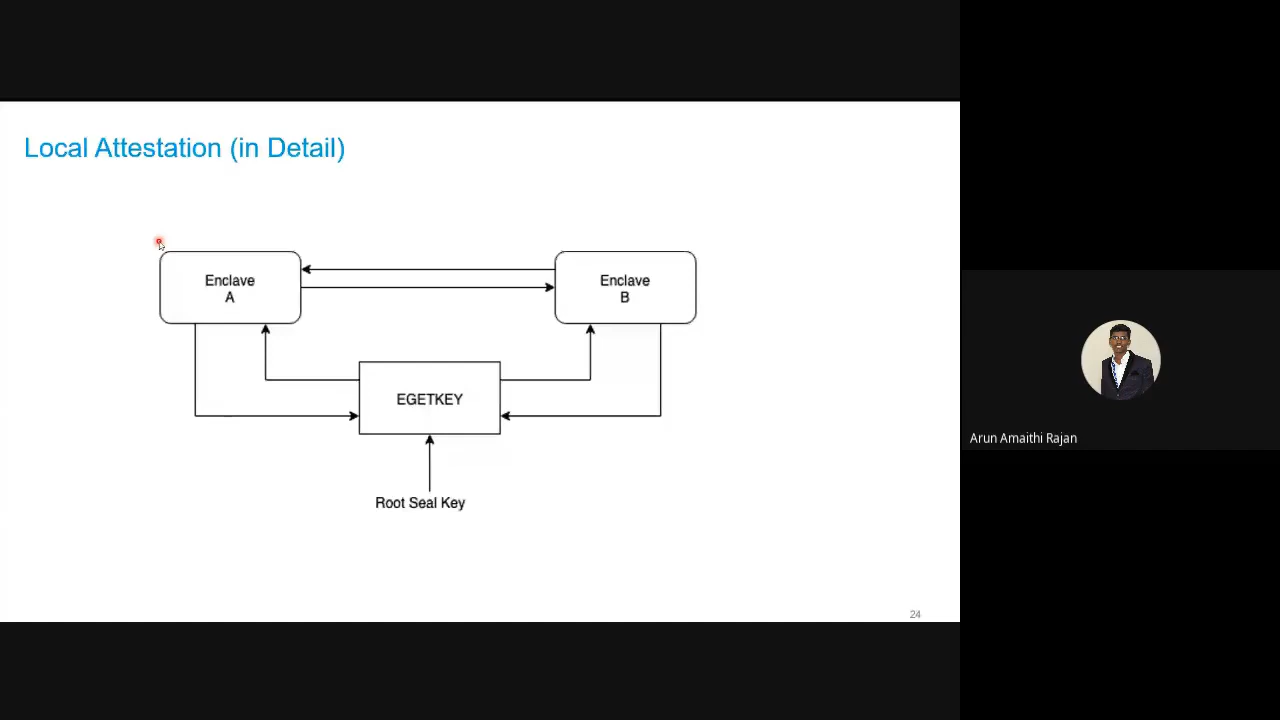 Local Attestation (in Detail)
Enclave
A
Enclave
B
EGETKEY
Root Seal Key
24
Arun Amaithi Rajan